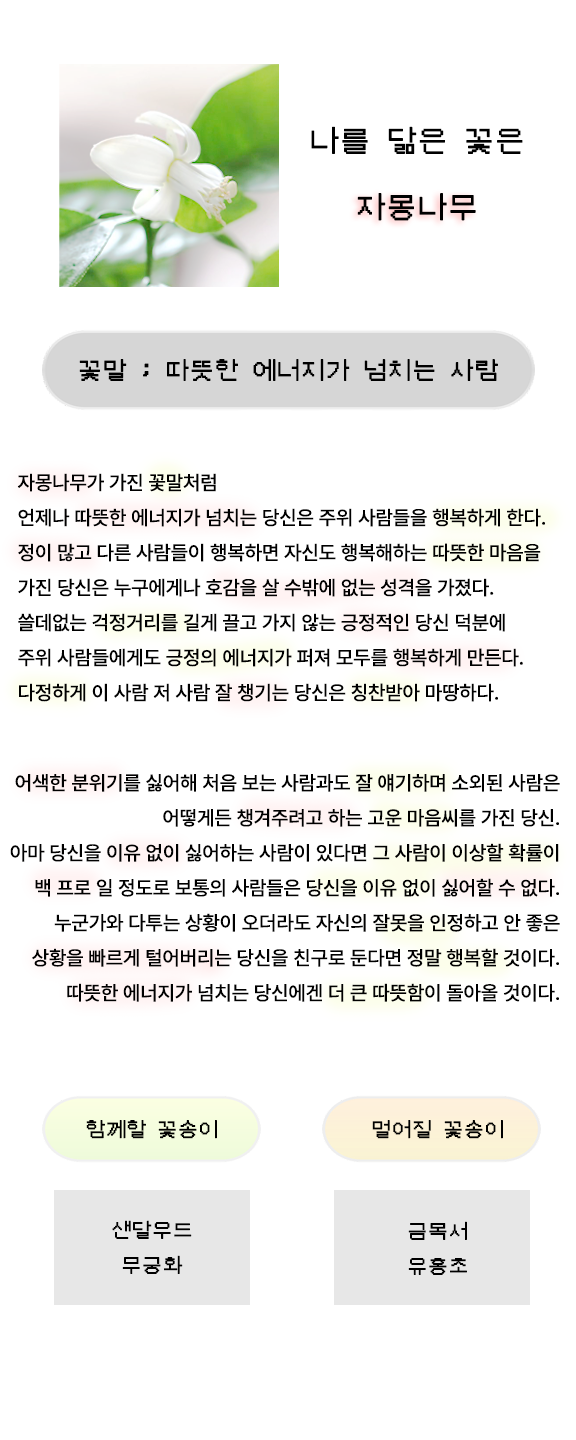 나를 닮은 꽃은
자몽나무
꽃말 ; 따뜻한 에너지가 넘치는 사람
자몽나무가 가진 꽃말처럼
언제나 따뜻한 에너지가 넘치는 당신은 주위 사람들을 행복하게 한다.
정이 많고 다른 사람들이 행복하면 자신도 행복해하는 따뜻한 마음을
가진 당신은 누구에게나 호감을 살 수밖에 없는 성격을 가졌다.
쓸데없는 걱정거리를 길게 끌고 가지 않는 긍정적인 당신 덕분에
주위 사람들에게도 긍정의 에너지가 퍼져 모두를 행복하게 만든다.
다정하게 이 사람 저 사람 잘 챙기는 당신은 칭찬받아 마땅하다.
어색한 분위기를 싫어해 처음 보는 사람과도 잘 얘기하며 소외된 사람은
어떻게든 챙겨주려고 하는 고운 마음씨를 가진 당신.
아마 당신을 이유 없이 싫어하는 사람이 있다면 그 사람이 이상할 확률이
백 프로 일 정도로 보통의 사람들은 당신을 이유 없이 싫어할 수 없다.
누군가와 다투는 상황이 오더라도 자신의 잘못을 인정하고 안 좋은
상황을 빠르게 털어버리는 당신을 친구로 둔다면 정말 행복할 것이다.
따뜻한 에너지가 넘치는 당신에겐 더 큰 따뜻함이 돌아올 것이다.
함께할 꽃송이
샌달우드
무궁화
멀어질 꽃송이
금목서
유홍초